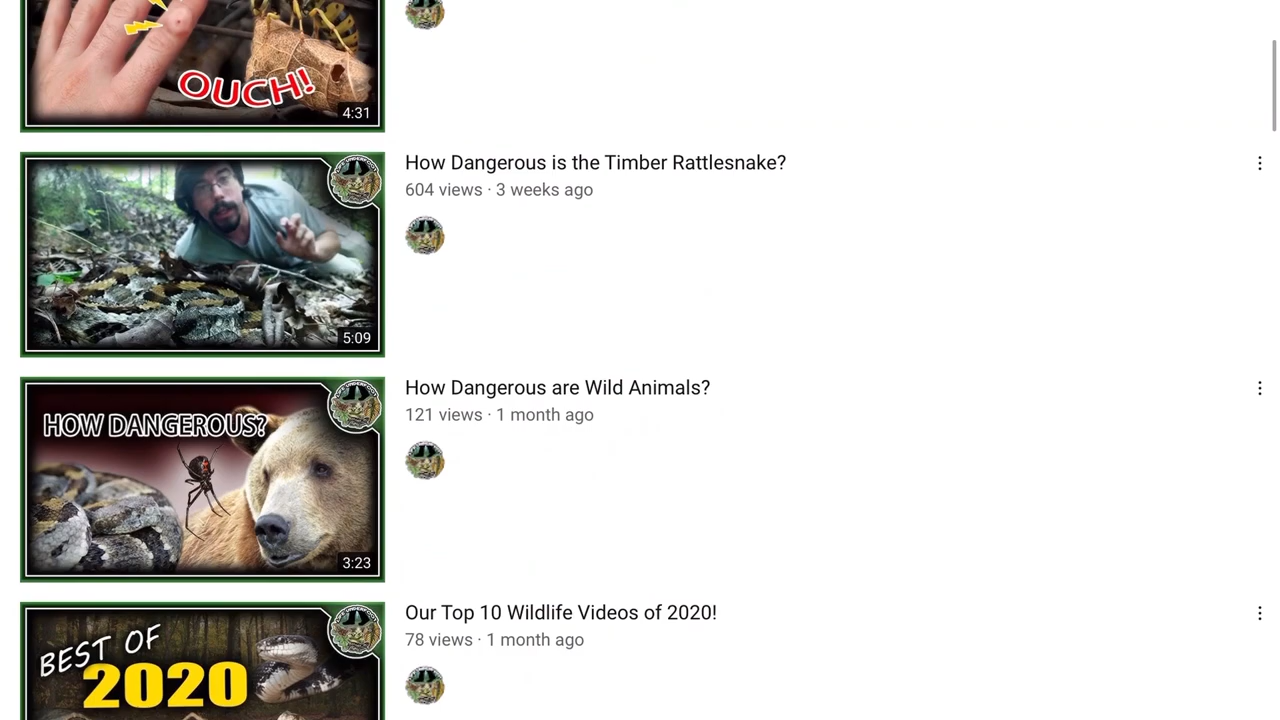 OUCH!
4:31
How Dangerous is the Timber Rattlesnake?
604 views · 3 weeks ago
5:09
How Dangerous are Wild Animals?
121 views · 1 month ago
HOW DANGEROUS?
3:23
Our Top 10 Wildlife Videos of 2020!
78 views · 1 month ago
BEST OF
2020